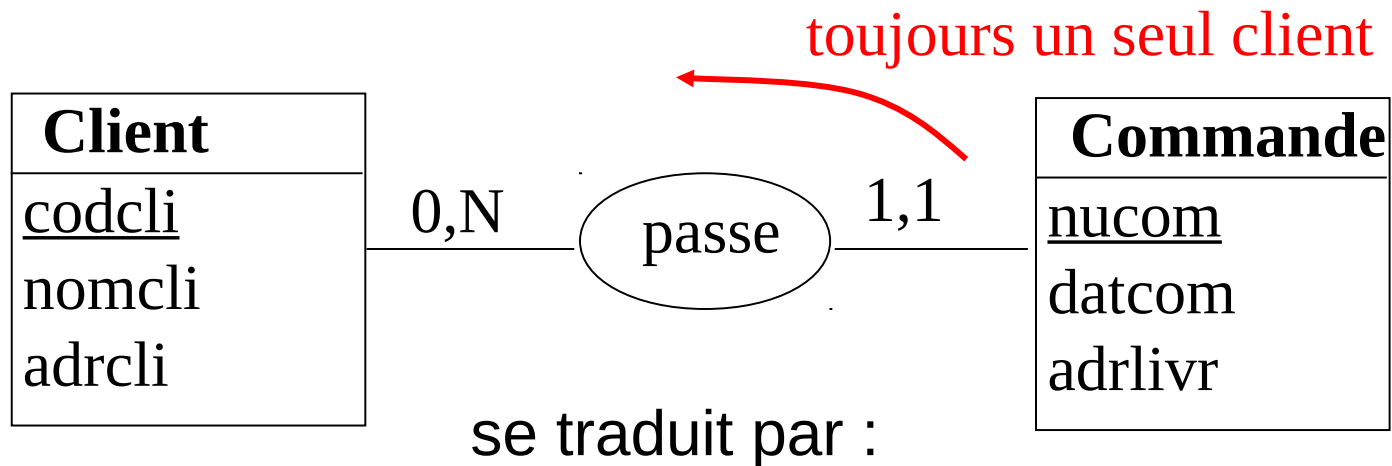 toujours un seul client
Client
codcli
nomcli
adrcli
0,N
passe
1,1
Commande
nucom
datcom
adrlivr
se traduit par :